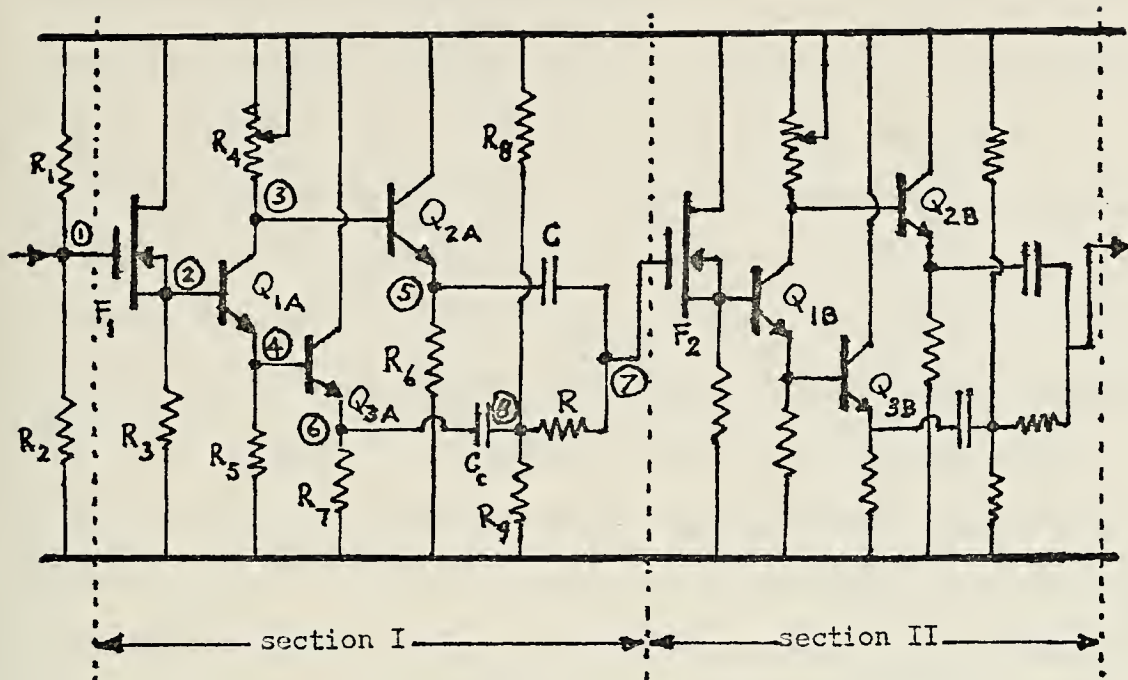 R1
R4
R8
①
③
Q2A
C
②
Q1A
⑤
F1
④
R6
⑦
Q3A
⑧
R
R2
R3
R5
⑥
Cc
R7
R9
Q2B
Q1B
F2
Q3B
section I
section II